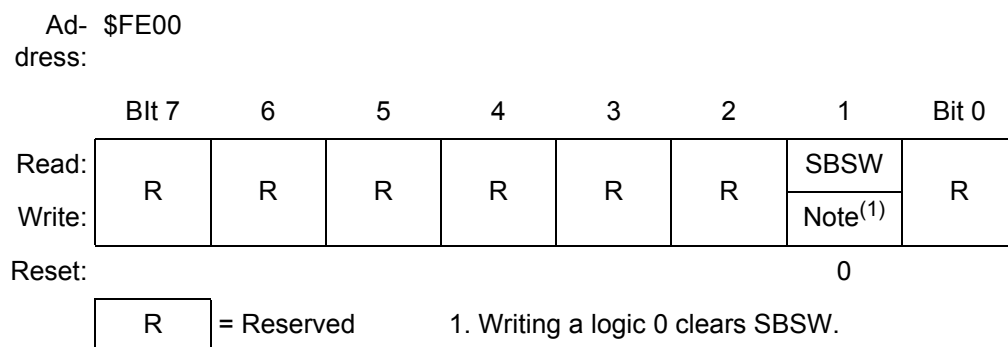 Ad- $FE00
dress:
BIt 7 6 5 4 3 2 1 Bit 0
Read: R R R R R R SBSW R
Write: Note(1)
Reset: 0
R = Reserved 1. Writing a logic 0 clears SBSW.